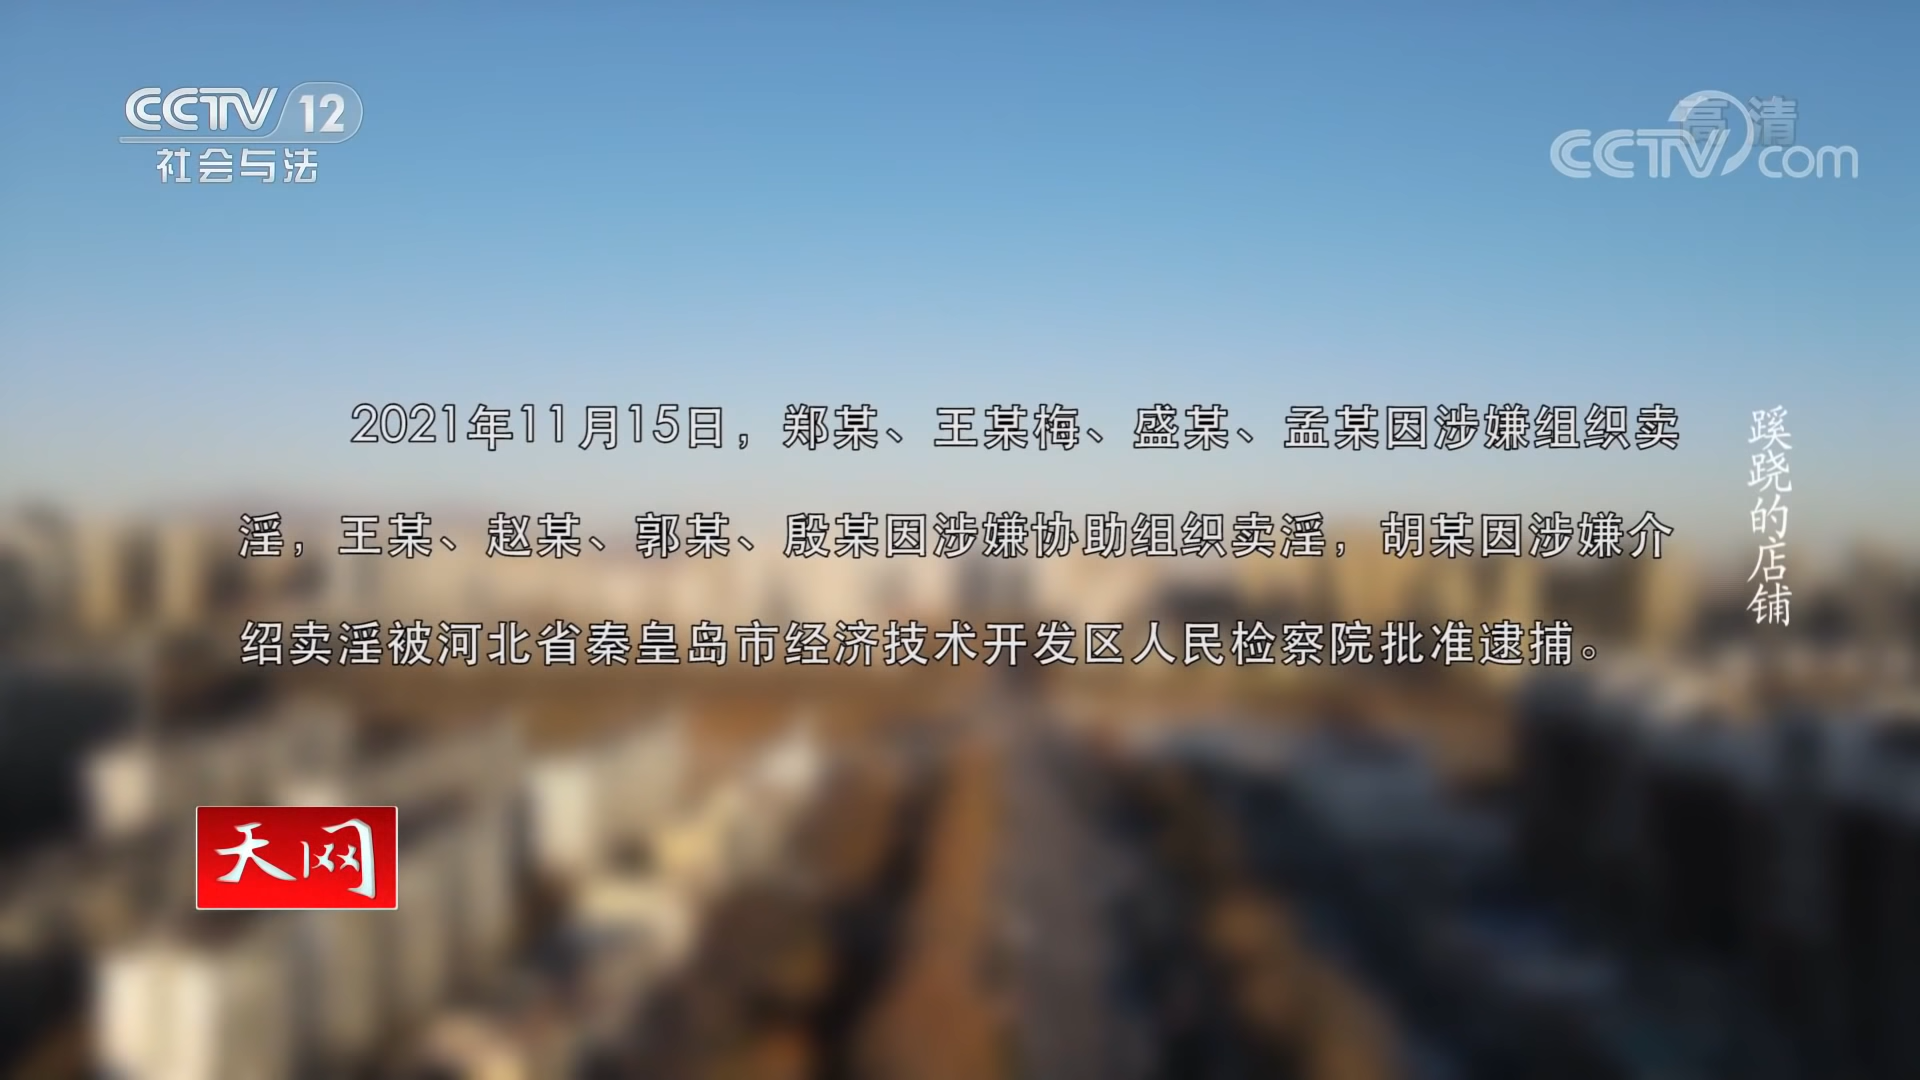 CCTV 12
社会与法
高清
CCTV.com
2021年11月15日，郑某、王某梅、盛某、孟某因涉嫌组织卖
淫，王某、赵某、郭某、殷某因涉嫌协助组织卖淫，胡某因涉嫌介
绍卖淫被河北省秦皇岛市经济技术开发区人民检察院批准逮捕。
蹊跷的店铺
天网